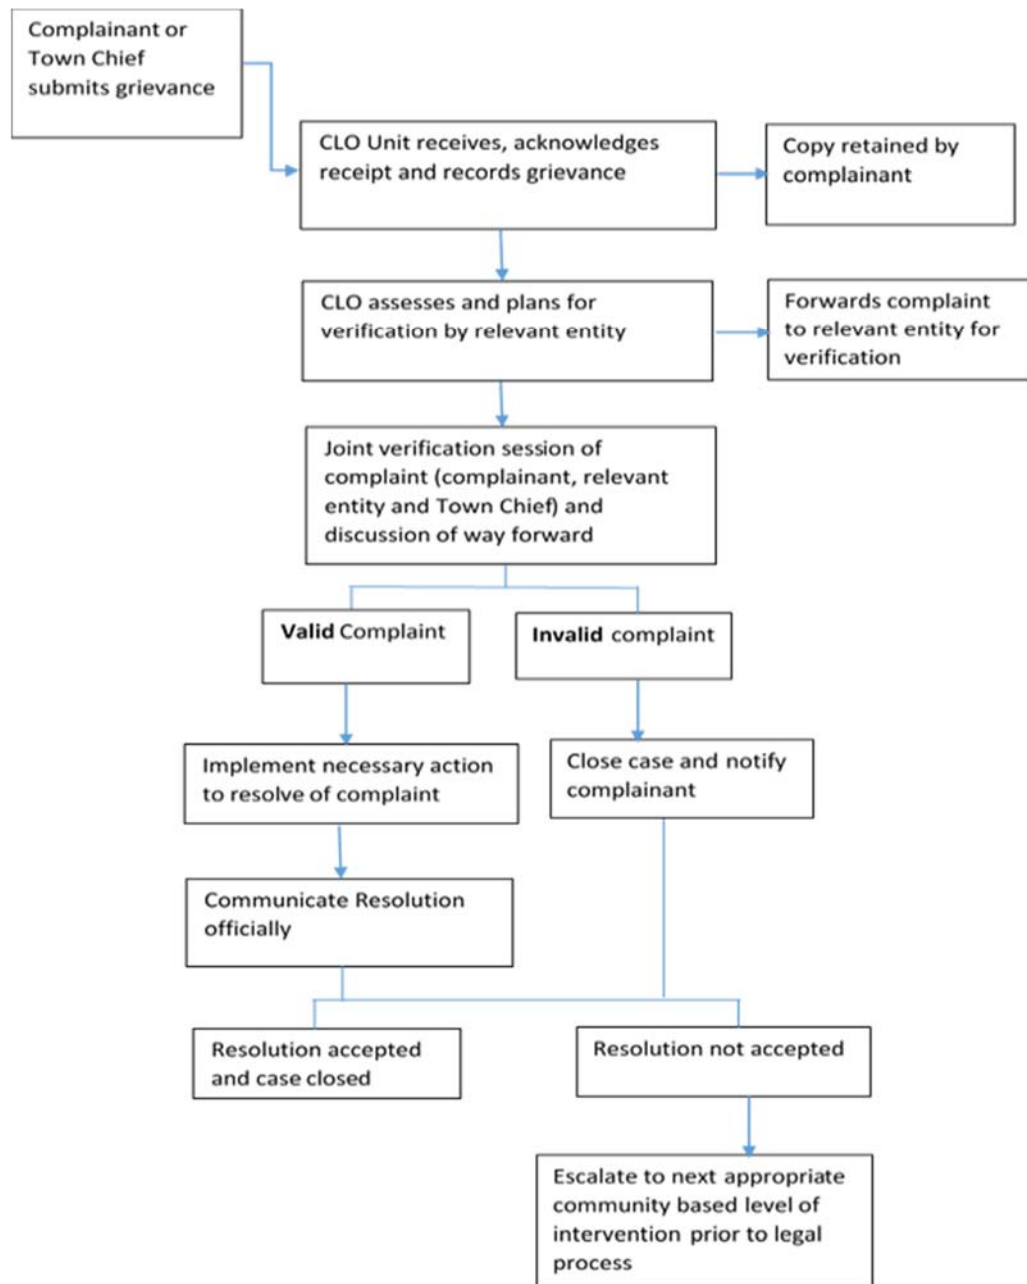 Complainant or
Town Chief
submits grievance
CLO Unit receives, acknowledges
receipt and records grievance
Copy retained by
complainant
CLO assesses and plans for
verification by relevant entity
Forwards complaint
to relevant entity for
verification
Joint verification session of
complaint (complainant, relevant
entity and Town Chief) and
discussion of way forward
Valid Complaint
Invalid complaint
Implement necessary action
to resolve of complaint
Close case and notify
complainant
Communicate Resolution
officially
Resolution accepted
and case closed
Resolution not accepted
Escalate to next appropriate
community based level of
intervention prior to legal
process